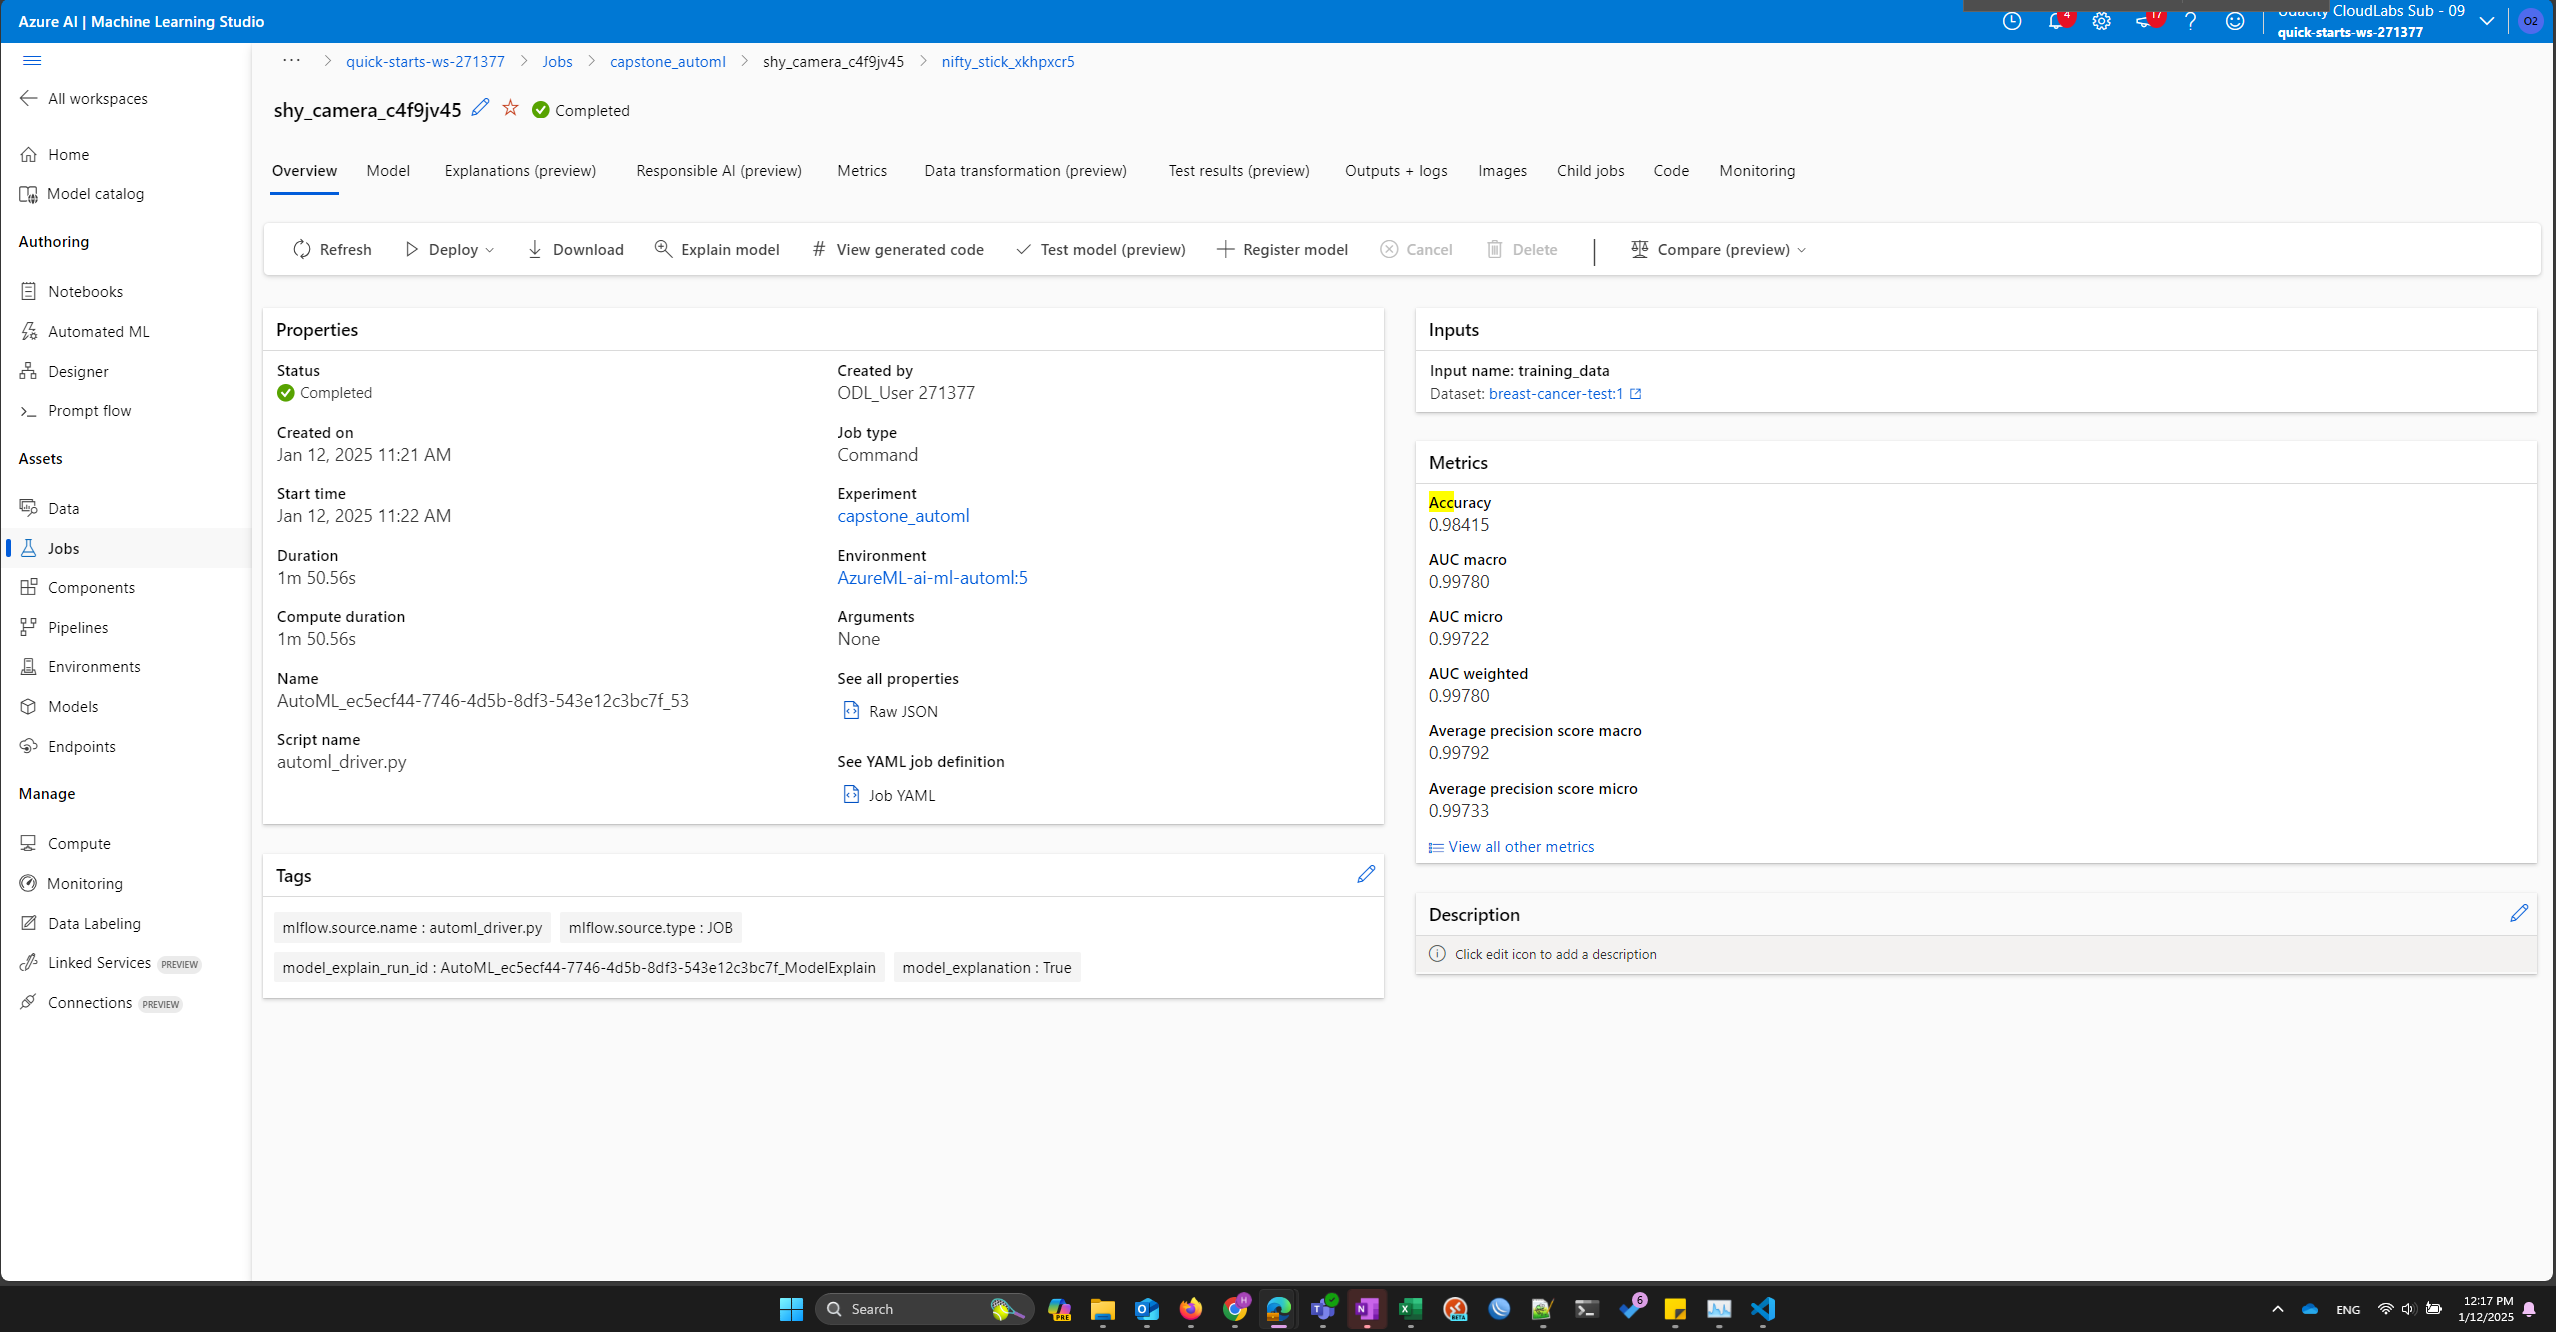 Azure AI | Machine Learning Studio
4
17
Udacity CloudLabs Sub - 09
quick-starts-ws-271377
O2
All workspaces
Home
Model catalog
Authoring
Notebooks
Automated ML
Designer
Prompt flow
Assets
Data
Jobs
Components
Pipelines
Environments
Models
Endpoints
Manage
Compute
Monitoring
Data Labeling
Linked Services PREVIEW
Connections PREVIEW
... > quick-starts-ws-271377 > Jobs > capstone_automl > shy_camera_c4f9jv45 > nifty_stick_xkhpxcr5
shy_camera_c4f9jv45 Completed
Overview Model Explanations (preview) Responsible AI (preview) Metrics Data transformation (preview) Test results (preview) Outputs + logs Images Child jobs Code Monitoring
Refresh Deploy Download Explain model # View generated code Test model (preview) Register model Cancel Delete Compare (preview)
Properties
Status
Completed
Created on
Jan 12, 2025 11:21 AM
Start time
Jan 12, 2025 11:22 AM
Duration
1m 50.56s
Compute duration
1m 50.56s
Name
AutoML_ec5ecf44-7746-4d5b-8df3-543e12c3bc7f_53
Script name
automl_driver.py
Created by
ODL_User 271377
Job type
Command
Experiment
capstone_automl
Environment
AzureML-ai-ml-automl:5
Arguments
None
See all properties
Raw JSON
See YAML job definition
Job YAML
Tags
mlflow.source.name : automl_driver.py
mlflow.source.type : JOB
model_explain_run_id : AutoML_ec5ecf44-7746-4d5b-8df3-543e12c3bc7f_ModelExplain
model_explanation : True
Inputs
Input name: training_data
Dataset: breast-cancer-test:1
Metrics
Accuracy
0.98415
AUC macro
0.99780
AUC micro
0.99722
AUC weighted
0.99780
Average precision score macro
0.99792
Average precision score micro
0.99733
View all other metrics
Description
Click edit icon to add a description
Search
PRE
H
BETA
6
ENG
12:17 PM
1/12/2025